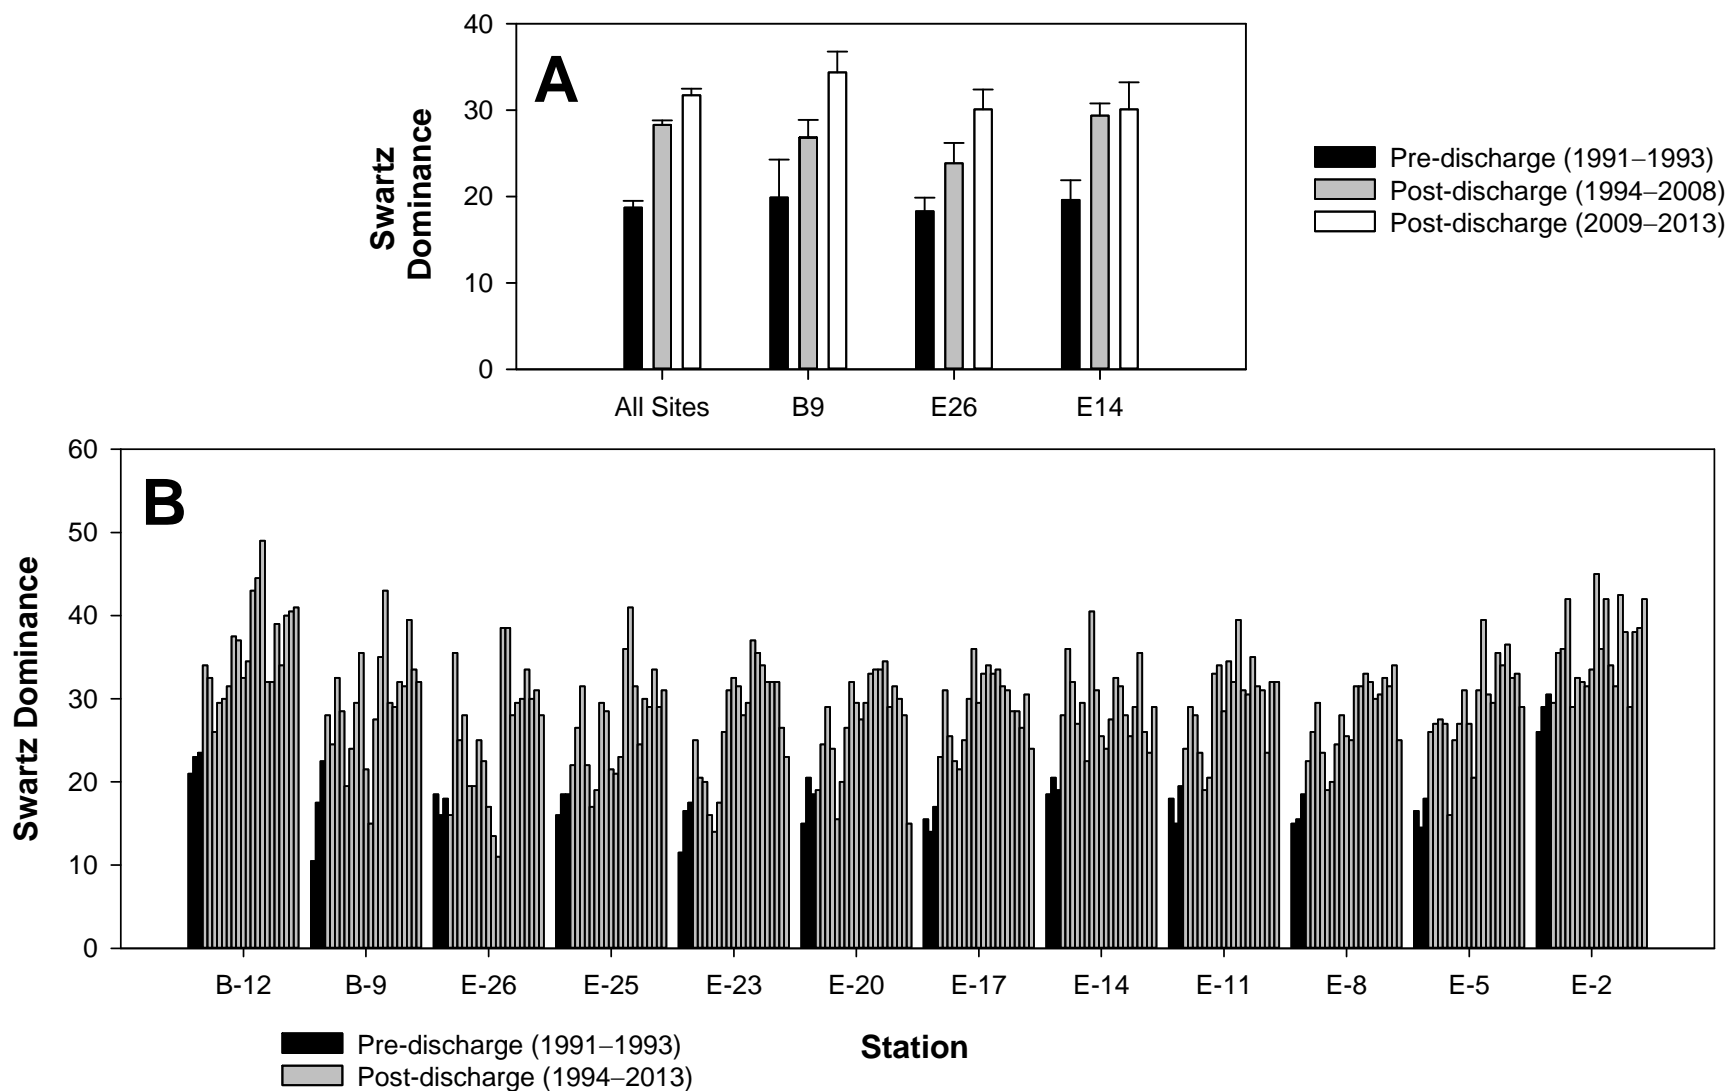 40
30
20
10
0
A
Swartz
Dominance
All Sites
B9
E26
E14
Pre-discharge (1991–1993)
Post-discharge (1994–2008)
Post-discharge (2009–2013)
60
50
40
30
20
10
0
B
Swartz Dominance
B-12
B-9
E-26
E-25
E-23
E-20
E-17
E-14
E-11
E-8
E-5
E-2
Station
Pre-discharge (1991–1993)
Post-discharge (1994–2013)